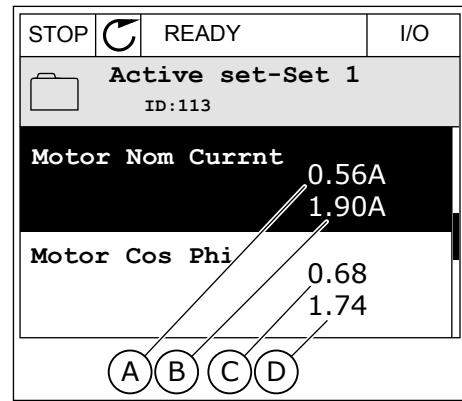 STOP READY I/O
Active set-Set 1
ID:113
Motor Nom Currnt
0.56A
1.90A
Motor Cos Phi
0.68
1.74
A B C D